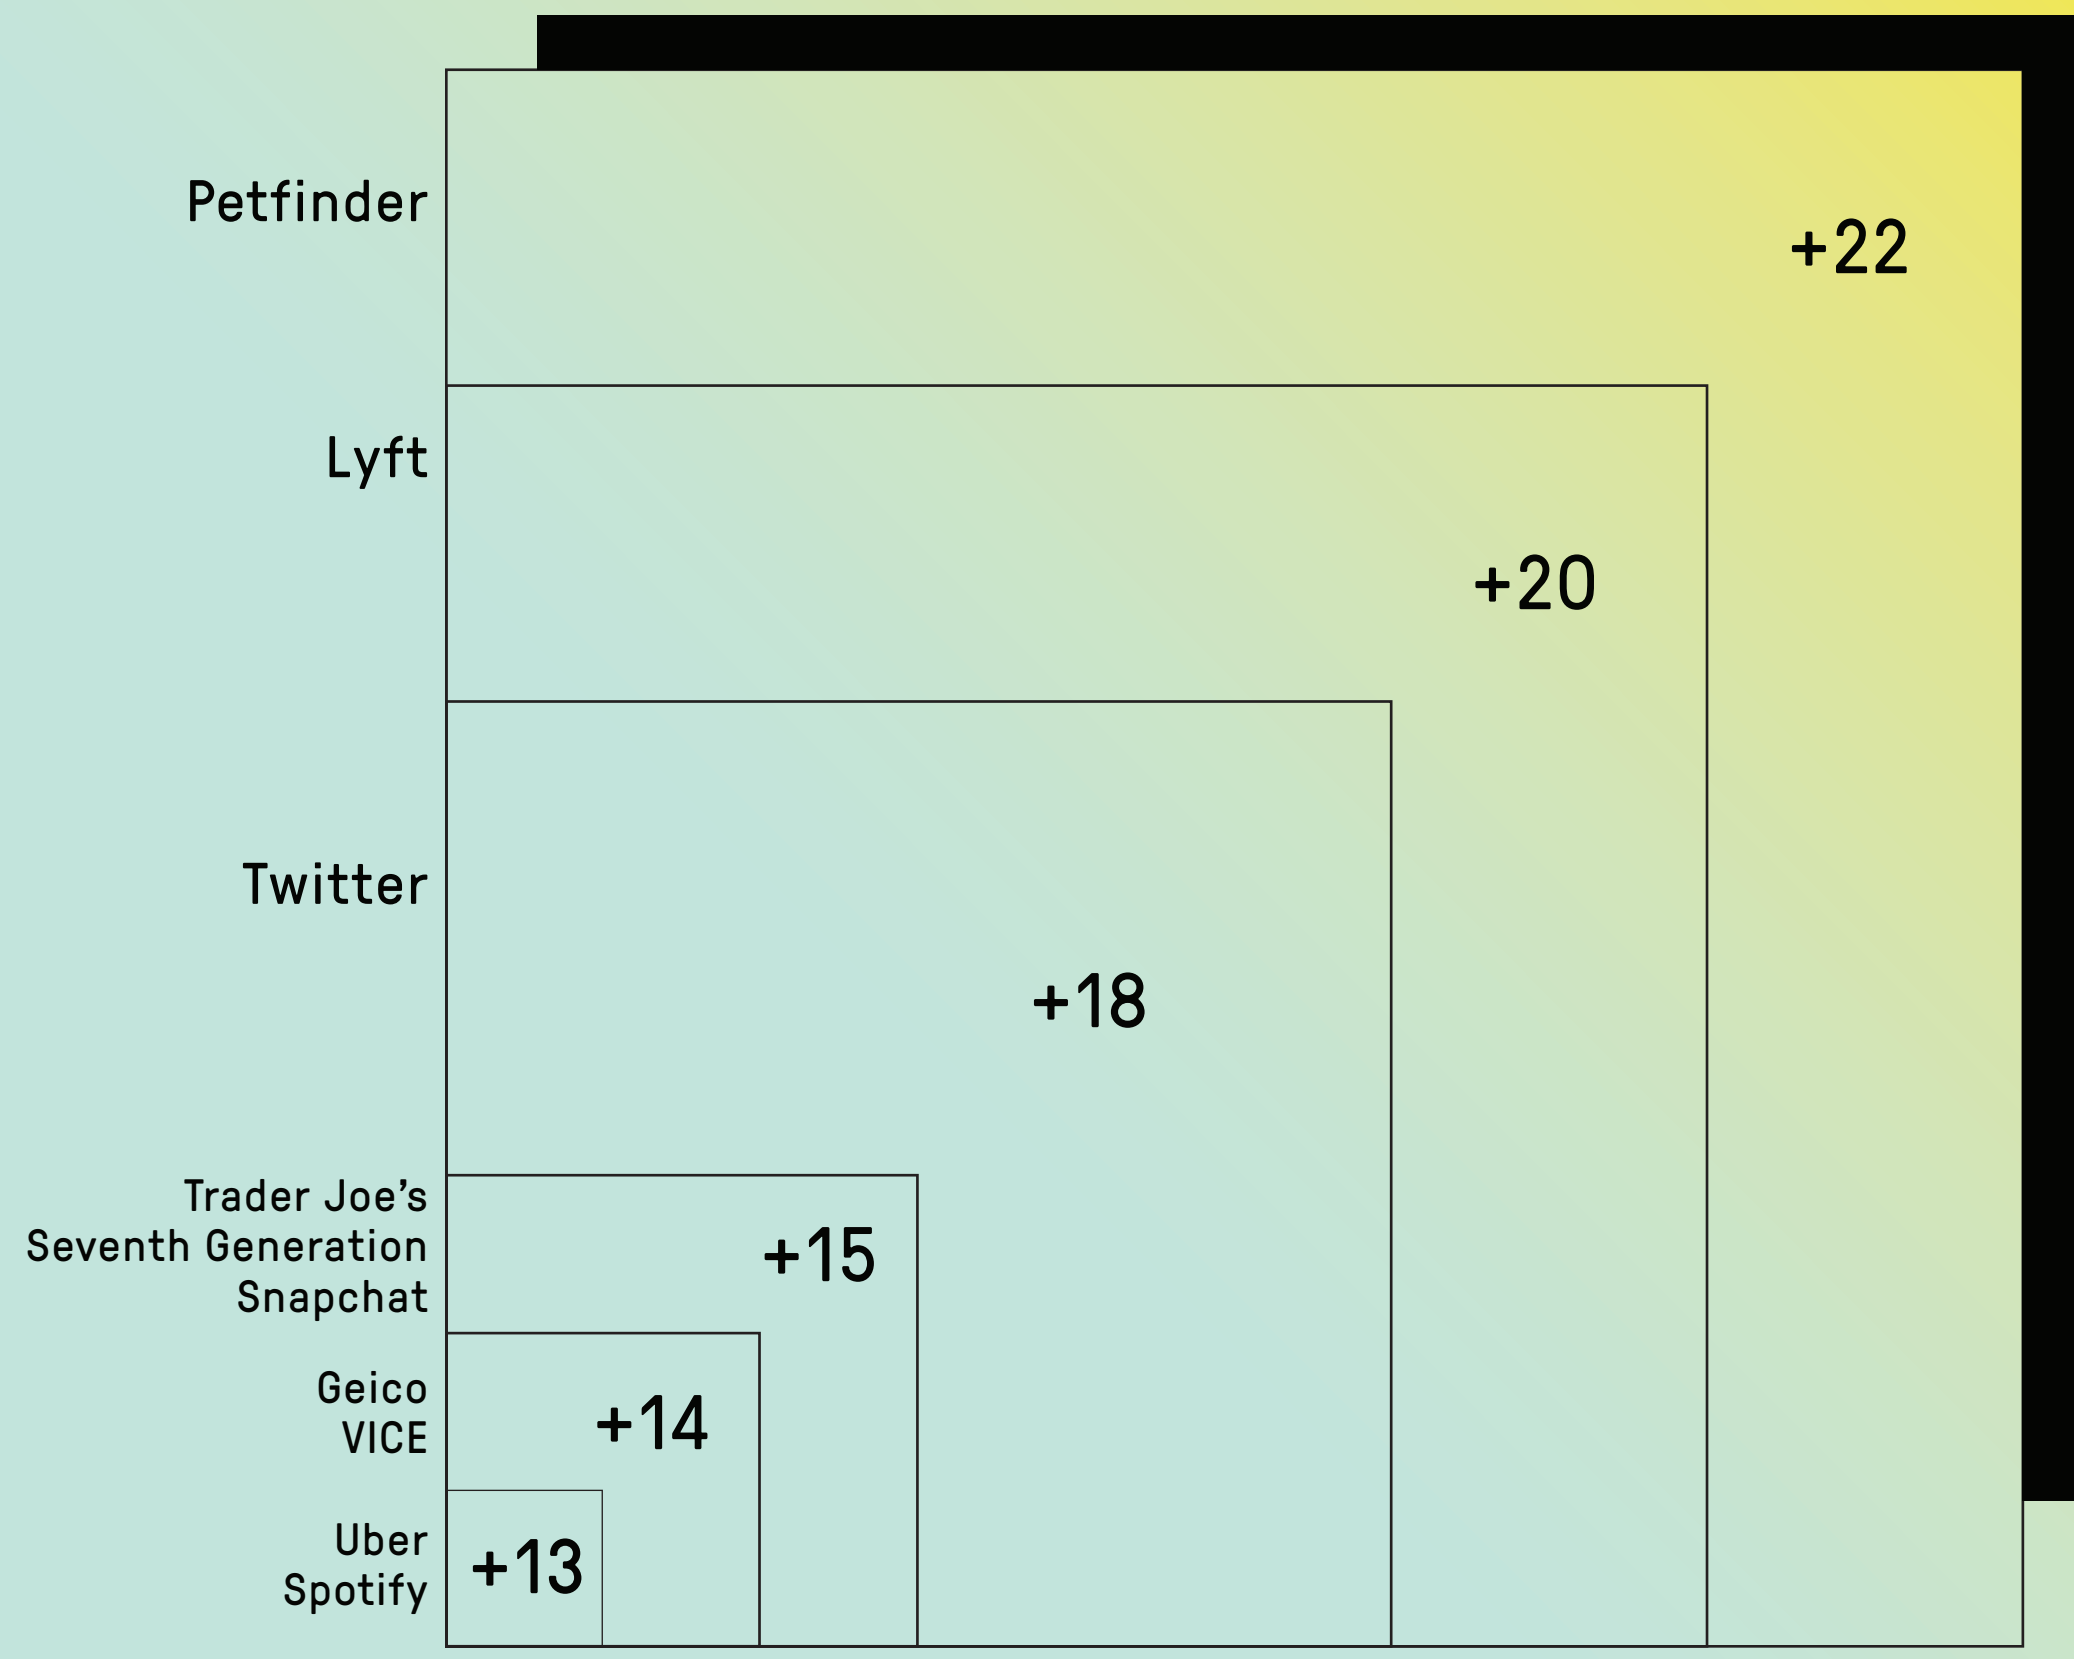 Petfinder
+22
Lyft
+20
Twitter
+18
Trader Joe’s
Seventh Generation
Snapchat
+15
Geico
VICE
+14
Uber
Spotify
+13